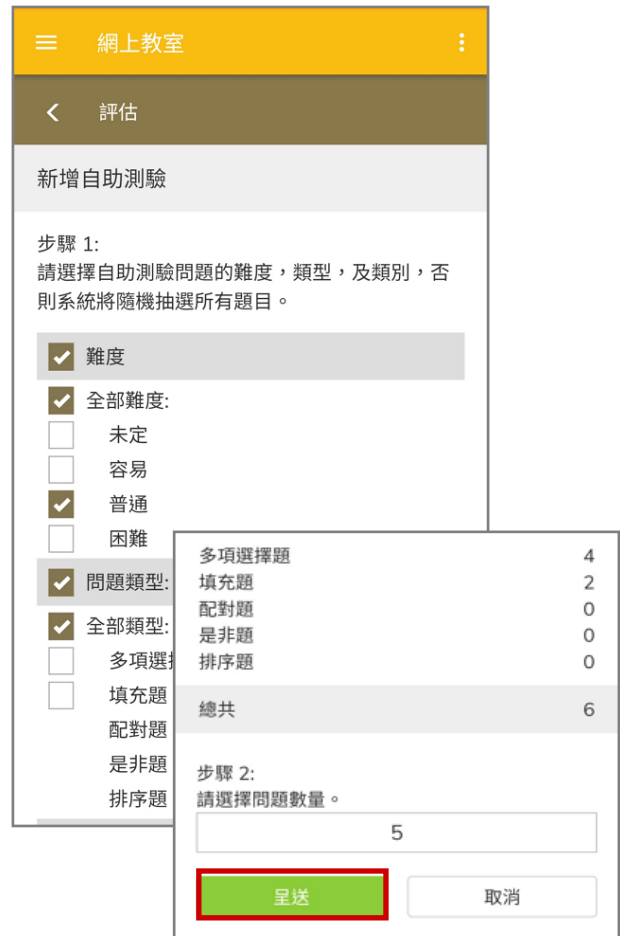 網上教室
評估
新增自助測驗
步驟 1:
請選擇自助測驗問題的難度，類型，及類別，否
則系統將隨機抽選所有題目。
難度
全部難度:
未定
容易
普通
困難
問題類型:
全部類型:
多項選
填充題
配對題
是非題
排序題
多項選擇題 4
填充題 2
配對題 0
是非題 0
排序題 0
總共 6
步驟 2:
請選擇問題數量。
5
呈送 取消